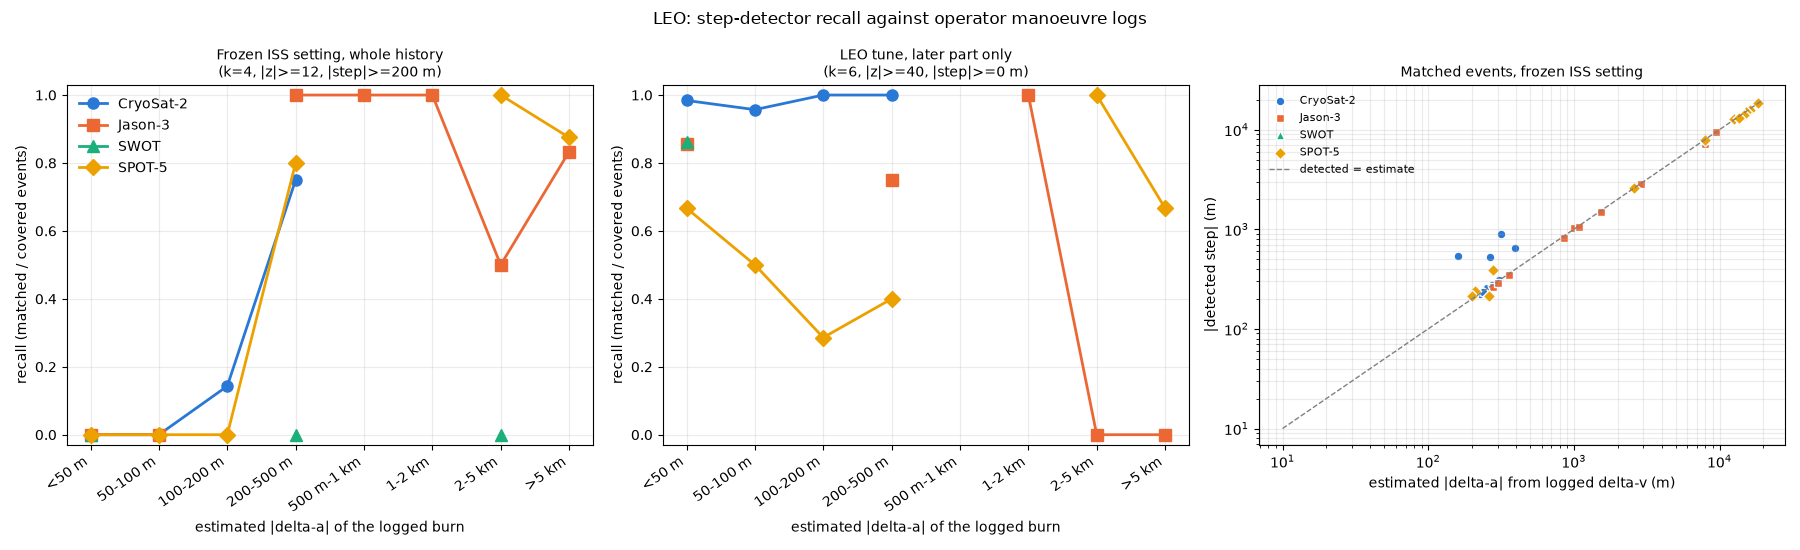 LEO: step-detector recall against operator manoeuvre logs
Frozen ISS setting, whole history
(k=4, |z|>=12, |step|>=200 m)
recall (matched / covered events)
1.0
0.8
0.6
0.4
0.2
0.0
CryoSat-2
Jason-3
SWOT
SPOT-5
<50 m
50-100 m
100-200 m
200-500 m
500 m-1 km
1-2 km
2-5 km
>5 km
estimated |delta-a| of the logged burn
LEO tune, later part only
(k=6, |z|>=40, |step|>=0 m)
recall (matched / covered events)
1.0
0.8
0.6
0.4
0.2
0.0
<50 m
50-100 m
100-200 m
200-500 m
500 m-1 km
1-2 km
2-5 km
>5 km
estimated |delta-a| of the logged burn
Matched events, frozen ISS setting
|detected step| (m)
10⁴
10³
10²
10¹
CryoSat-2
Jason-3
SWOT
SPOT-5
detected = estimate
10¹
10²
10³
10⁴
estimated |delta-a| from logged delta-v (m)